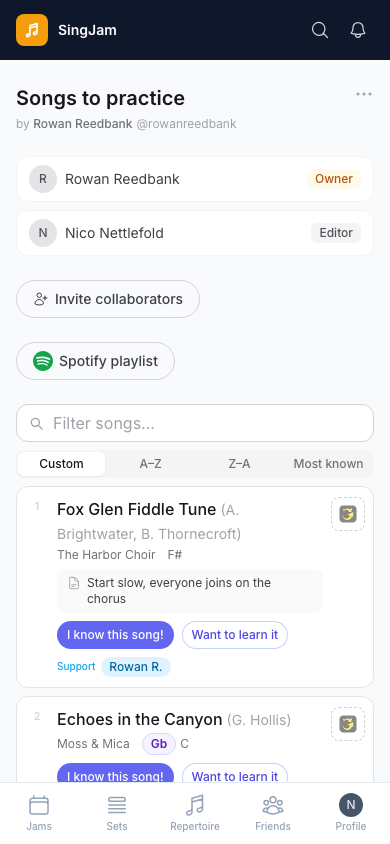 SingJam
Songs to practice
by Rowan Reedbank @rowanreedbank
R Rowan Reedbank Owner
N Nico Nettlefold Editor
Invite collaborators
Spotify playlist
Filter songs...
Custom A–Z Z–A Most known
1 Fox Glen Fiddle Tune (A.
Brightwater, B. Thornecroft)
The Harbor Choir F#
Start slow, everyone joins on the
chorus
I know this song! Want to learn it
Support Rowan R.
2 Echoes in the Canyon (G. Hollis)
Moss & Mica Gb C
I know this song! Want to learn it
N
Jams Sets Repertoire Friends Profile